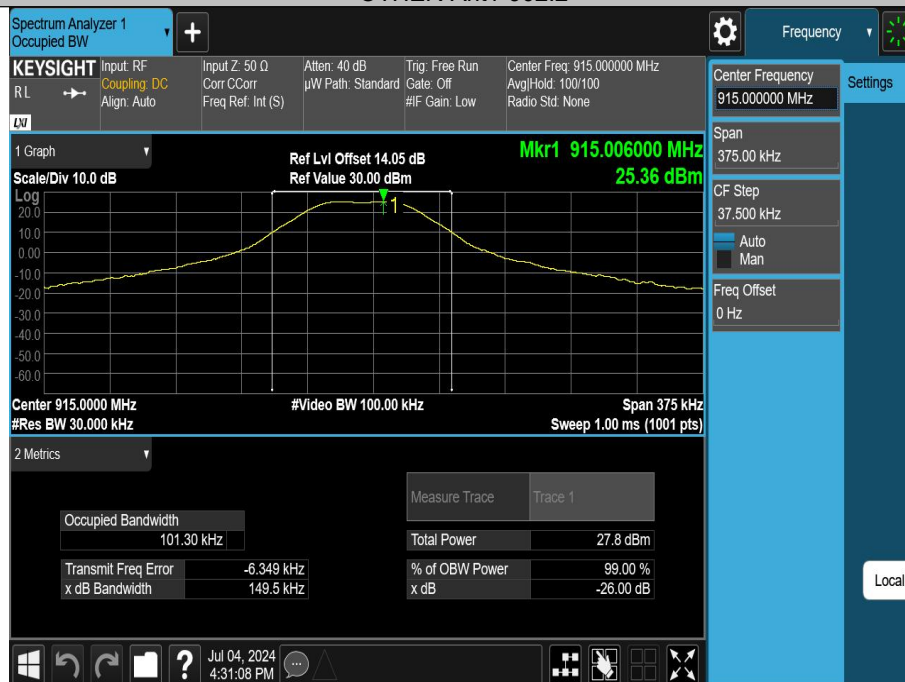 Spectrum Analyzer 1
Occupied BW
Frequency
KEYSIGHT
RL
LXI
Input: RF
Coupling: DC
Align: Auto
Input Z: 50 Ω
Corr CCorr
Freq Ref: Int (S)
Atten: 40 dB
µW Path: Standard
Trig: Free Run
Gate: Off
#IF Gain: Low
Center Freq: 915.000000 MHz
Avg|Hold: 100/100
Radio Std: None
Center Frequency
915.000000 MHz
Settings
Span
375.00 kHz
CF Step
37.500 kHz
Auto
Man
Freq Offset
0 Hz
Local
1 Graph
Scale/Div 10.0 dB
Ref Lvl Offset 14.05 dB
Ref Value 30.00 dBm
Mkr1 915.006000 MHz
25.36 dBm
Log
20.0
10.0
0.00
-10.0
-20.0
-30.0
-40.0
-50.0
-60.0
1
Center 915.0000 MHz
#Res BW 30.000 kHz
#Video BW 100.00 kHz
Span 375 kHz
Sweep 1.00 ms (1001 pts)
2 Metrics
Measure Trace Trace 1
Occupied Bandwidth
101.30 kHz
Total Power 27.8 dBm
Transmit Freq Error -6.349 kHz
% of OBW Power 99.00 %
x dB Bandwidth 149.5 kHz
x dB -26.00 dB
Jul 04, 2024
4:31:08 PM